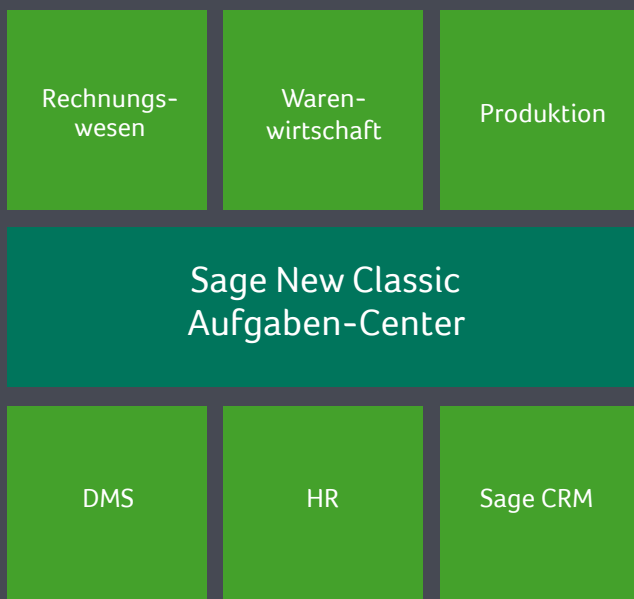 Rechnungs-
wesen
Waren-
wirtschaft
Produktion
Sage New Classic
Aufgaben-Center
DMS
HR
Sage CRM